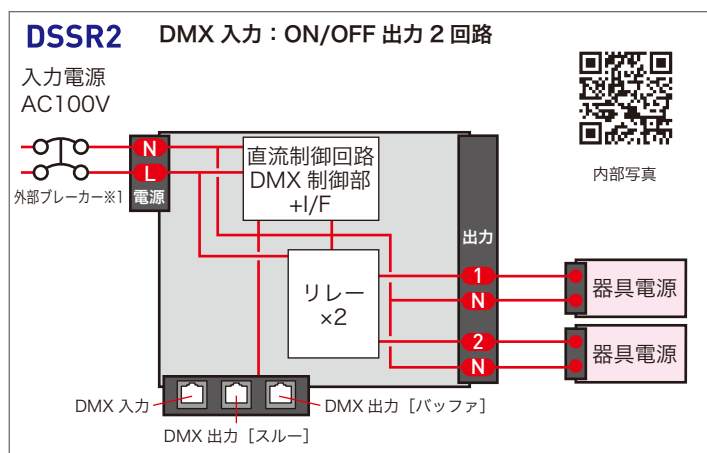 DSSR2 DMX 入力：ON/OFF 出力 2 回路
入力電源
AC100V
内部写真
N
L
外部ブレーカー※1
電源
直流制御回路
DMX 制御部
+I/F
リレー
×2
出力
1
N
2
N
器具電源
器具電源
DMX 入力
DMX 出力［スルー］
DMX 出力［バッファ］